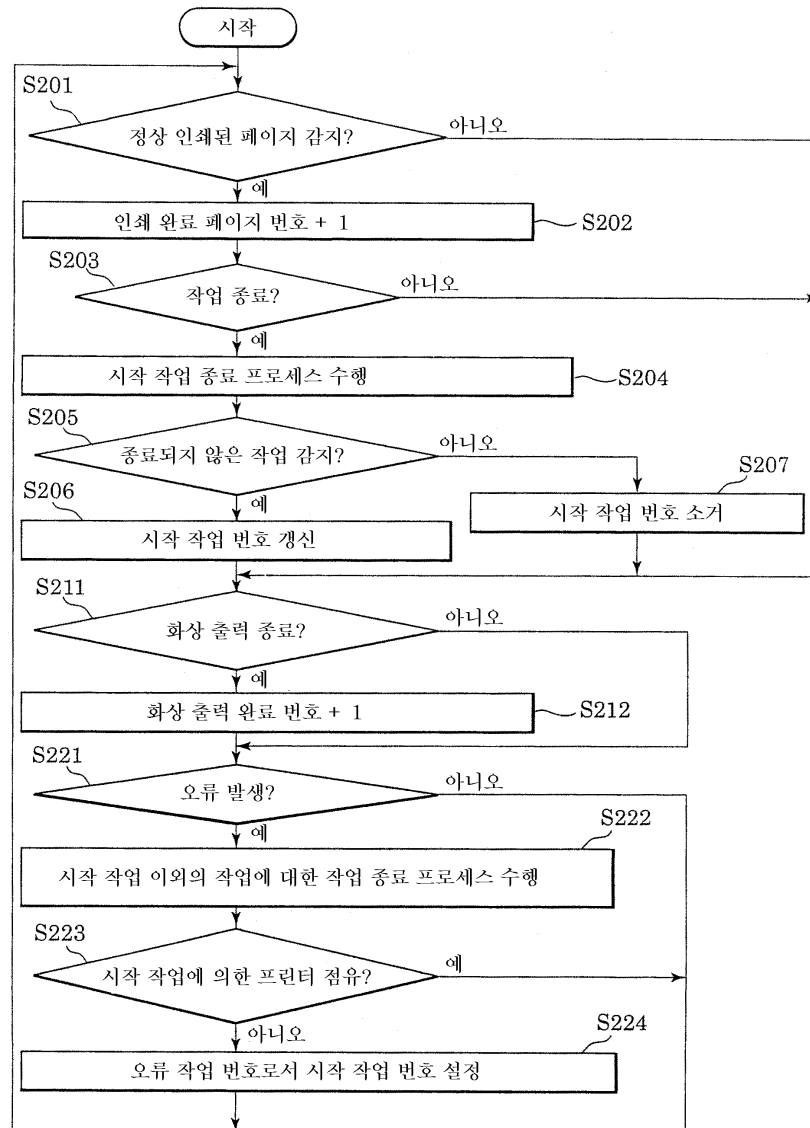 시작
S201
정상 인쇄된 페이지 감지?
아니오
예
인쇄 완료 페이지 번호 + 1
S202
S203
작업 종료?
아니오
예
시작 작업 종료 프로세스 수행
S204
S205
종료되지 않은 작업 감지?
아니오
S207
S206
예
시작 작업 번호 소거
시작 작업 번호 갱신
S211
화상 출력 종료?
아니오
예
화상 출력 완료 번호 + 1
S212
S221
오류 발생?
아니오
예
S222
시작 작업 이외의 작업에 대한 작업 종료 프로세스 수행
S223
시작 작업에 의한 프린터 점유?
예
아니오
S224
오류 작업 번호로서 시작 작업 번호 설정